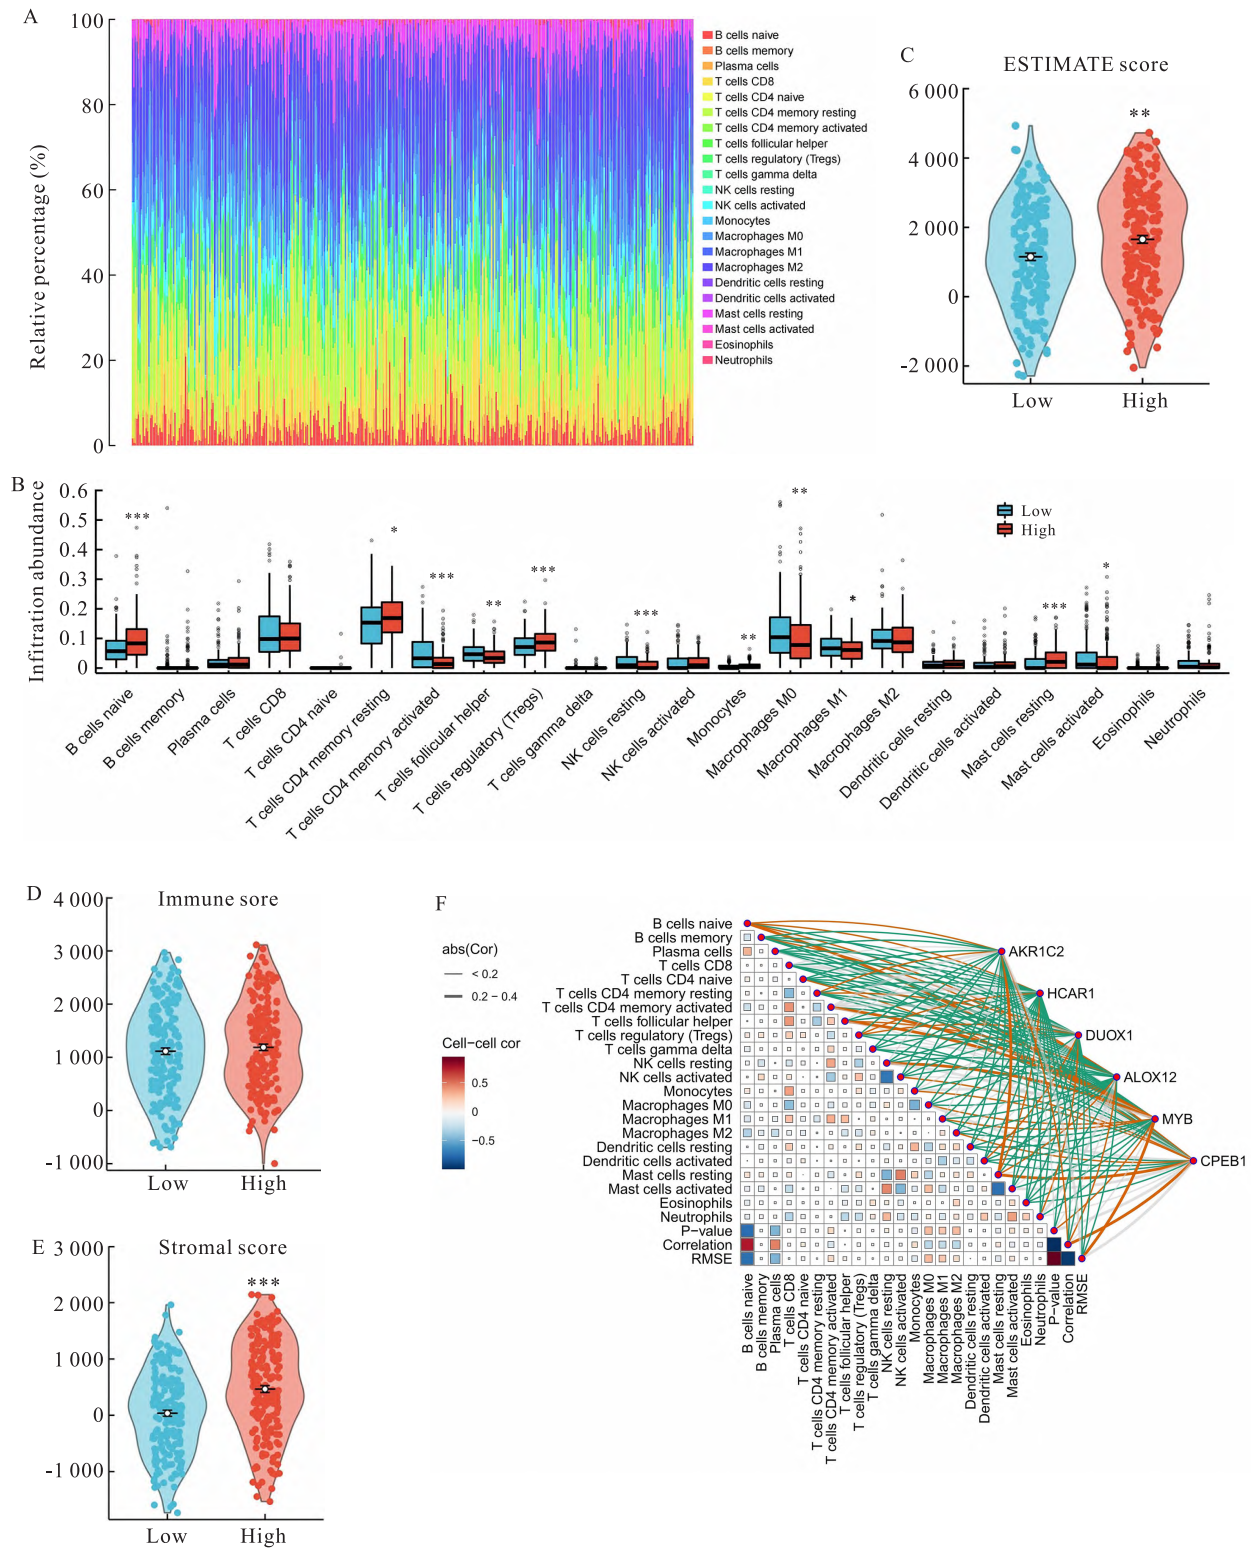 A
100
80
60
40
20
0
Relative percentage (%)
B cells naive
B cells memory
Plasma cells
T cells CD8
T cells CD4 naive
T cells CD4 memory resting
T cells CD4 memory activated
T cells follicular helper
T cells regulatory (Tregs)
T cells gamma delta
NK cells resting
NK cells activated
Monocytes
Macrophages M0
Macrophages M1
Macrophages M2
Dendritic cells resting
Dendritic cells activated
Mast cells resting
Mast cells activated
Eosinophils
Neutrophils
C
ESTIMATE score
6 000
4 000
2 000
0
-2 000
**
Low
High
B
Infitration abundance
0.6
0.5
0.4
0.3
0.2
0.1
0
***
*
***
**
***
***
**
**
*
***
*
Low
High
B cells naive
B cells memory
Plasma cells
T cells CD8
T cells CD4 naive
T cells CD4 memory resting
T cells CD4 memory activated
T cells follicular helper
T cells regulatory (Tregs)
T cells gamma delta
NK cells resting
NK cells activated
Monocytes
Macrophages M0
Macrophages M1
Macrophages M2
Dendritic cells resting
Dendritic cells activated
Mast cells resting
Mast cells activated
Eosinophils
Neutrophils
D
Immune sore
4 000
3 000
2 000
1 000
0
-1 000
Low
High
E
Stromal score
3 000
2 000
1 000
0
-1 000
***
Low
High
F
abs(Cor)
< 0.2
0.2 − 0.4
Cell−cell cor
0.5
0
−0.5
B cells naive
B cells memory
Plasma cells
T cells CD8
T cells CD4 naive
T cells CD4 memory resting
T cells CD4 memory activated
T cells follicular helper
T cells regulatory (Tregs)
T cells gamma delta
NK cells resting
NK cells activated
Monocytes
Macrophages M0
Macrophages M1
Macrophages M2
Dendritic cells resting
Dendritic cells activated
Mast cells resting
Mast cells activated
Eosinophils
Neutrophils
P−value
Correlation
RMSE
AKR1C2
HCAR1
DUOX1
ALOX12
MYB
CPEB1
B cells naive
B cells memory
Plasma cells
T cells CD8
T cells CD4 naive
T cells CD4 memory resting
T cells CD4 memory activated
T cells follicular helper
T cells regulatory (Tregs)
T cells gamma delta
NK cells resting
NK cells activated
Monocytes
Macrophages M0
Macrophages M1
Macrophages M2
Dendritic cells resting
Dendritic cells activated
Mast cells resting
Mast cells activated
Eosinophils
Neutrophils
P−value
Correlation
RMSE